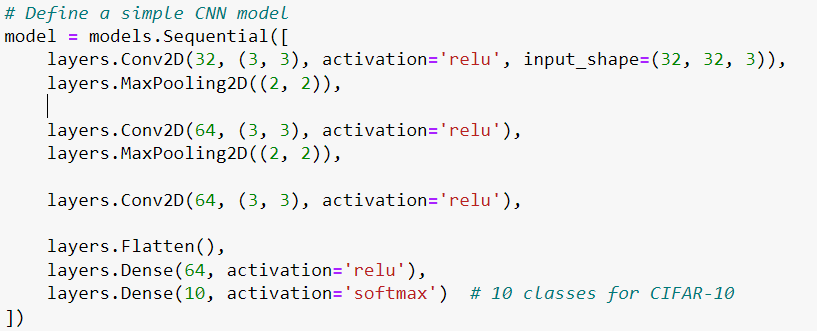 # Define a simple CNN model
model = models.Sequential([
    layers.Conv2D(32, (3, 3), activation='relu', input_shape=(32, 32, 3)),
    layers.MaxPooling2D((2, 2)),
    layers.Conv2D(64, (3, 3), activation='relu'),
    layers.MaxPooling2D((2, 2)),
    layers.Conv2D(64, (3, 3), activation='relu'),
    layers.Flatten(),
    layers.Dense(64, activation='relu'),
    layers.Dense(10, activation='softmax')  # 10 classes for CIFAR-10
])